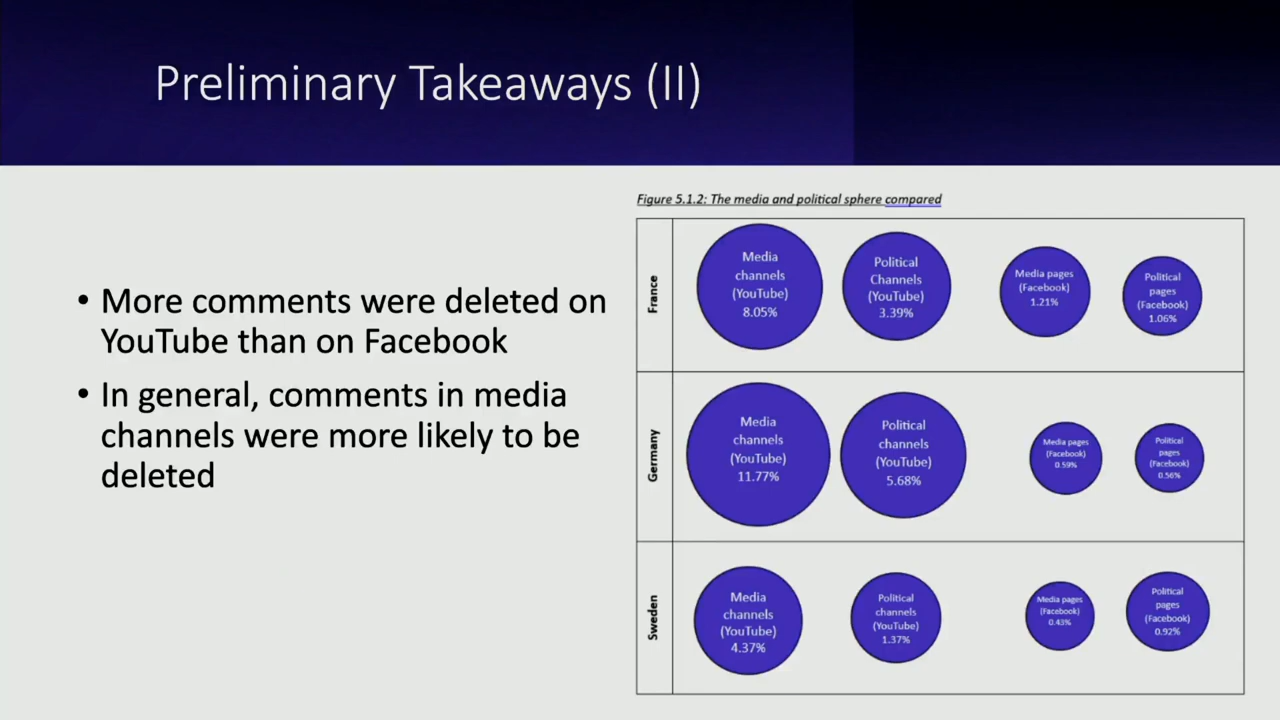 Preliminary Takeaways (II)
• More comments were deleted on
YouTube than on Facebook
• In general, comments in media
channels were more likely to be
deleted
Figure 5.1.2: The media and political sphere compared
France
Media
channels
(YouTube)
8.05%
Political
Channels
(YouTube)
3.39%
Media pages
(Facebook)
1.21%
Political
pages
(Facebook)
1.06%
Germany
Media
channels
(YouTube)
11.77%
Political
channels
(YouTube)
5.68%
Media pages
(Facebook)
0.59%
Political
pages
(Facebook)
0.56%
Sweden
Media
channels
(YouTube)
4.37%
Political
channels
(YouTube)
1.37%
Media pages
(Facebook)
0.43%
Political
pages
(Facebook)
0.92%